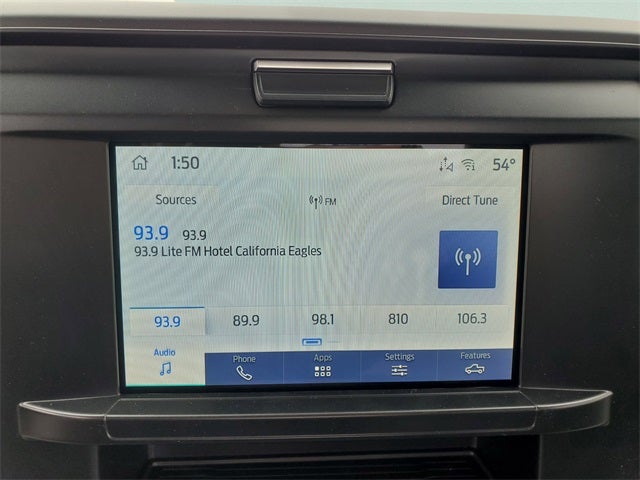 1:50 54°
Sources FM Direct Tune
93.9 93.9
93.9 Lite FM Hotel California Eagles
93.9 89.9 98.1 810 106.3
Audio Phone Apps Settings Features